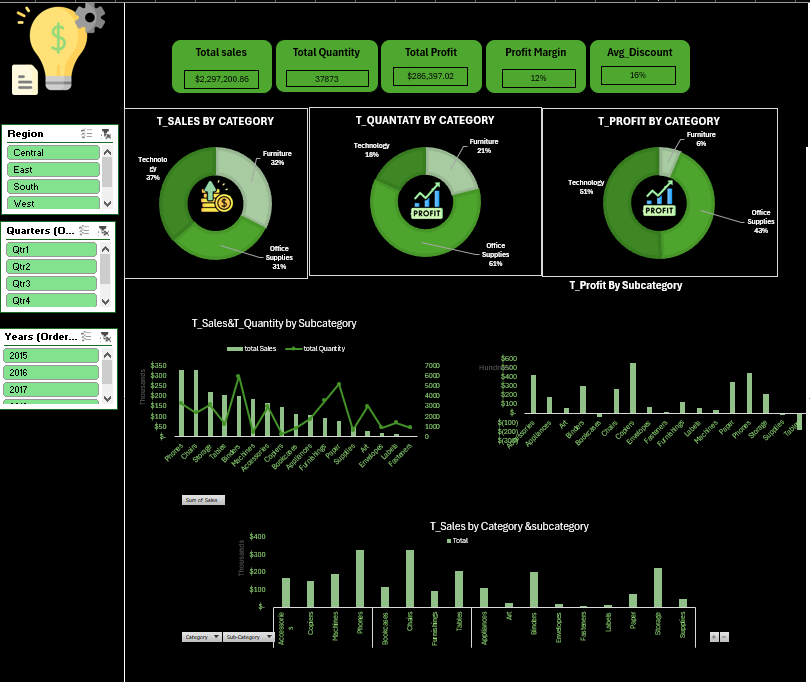 Total sales
$2,297,200.86
Total Quantity
37873
Total Profit
$286,397.02
Profit Margin
12%
Avg_Discount
16%
Region
Central
East
South
West
Quarters (O...
Qtr1
Qtr2
Qtr3
Qtr4
Years (Order...
2015
2016
2017
T_SALES BY CATEGORY
Technolo
gy
37%
Furniture
32%
Office
Supplies
31%
T_QUANTATY BY CATEGORY
Technology
18%
Furniture
21%
PROFIT
Office
Supplies
61%
T_PROFIT BY CATEGORY
Furniture
6%
Technology
51%
PROFIT
Office
Supplies
43%
T_Profit By Subcategory
T_Sales&T_Quantity by Subcategory
total Sales
total Quantity
Thousands
$350
$300
$250
$200
$150
$100
$50
$-
7000
6000
5000
4000
3000
2000
1000
0
Phones
Chairs
Storage
Tables
Binders
Machines
Accessories
Copiers
Bookcases
Appliances
Furnishings
Paper
Supplies
Art
Envelopes
Labels
Fasteners
$600
$500
$400
$300
$200
$100
$-
$(100)
$(200)
$(300)
Accessories
Appliances
Art
Binders
Bookcases
Chairs
Copiers
Envelopes
Fasteners
Furnishings
Labels
Machines
Paper
Phones
Storage
Supplies
Sum of Sales
T_Sales by Category &subcategory
Total
Thousands
$400
$300
$200
$100
$-
Accessorie
s
Copiers
Machines
Phones
Bookcases
Chairs
Furnishings
Tables
Appliances
Art
Binders
Envelopes
Fasteners
Labels
Paper
Storage
Supplies
Category
Sub-Category
+ -